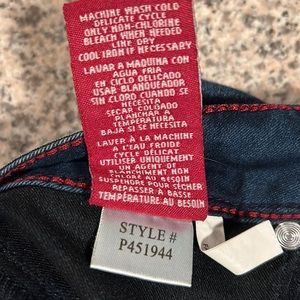 MACHINE WASH COLD
DELICATE CYCLE
ONLY NON-CHLORINE
BLEACH WHEN NEEDED
LINE DRY
COOL IRON IF NECESSARY
LAVAR A MAQUINA CON
AGUA FRIA
EN CICLO DELICADO
USAR BLANQUEADOR
SIN CLORO CUANDO SE
NECESITA
SECAR COLGADO
PLANCHAR A
TEMPERATURA
BAJA SI SE NECESITA
LAVER À LA MACHINE
À L'EAU FROIDE
CYCLE DÉLICAT
UTILISER UNIQUEMENT
UN AGENT DE
BLANCHIMENT NON
CHLORÉ AU BESOIN
SUSPENDRE POUR SÉCHER
REPASSER À BASSE
TEMPÉRATURE AU BESOIN
STYLE #
P451944